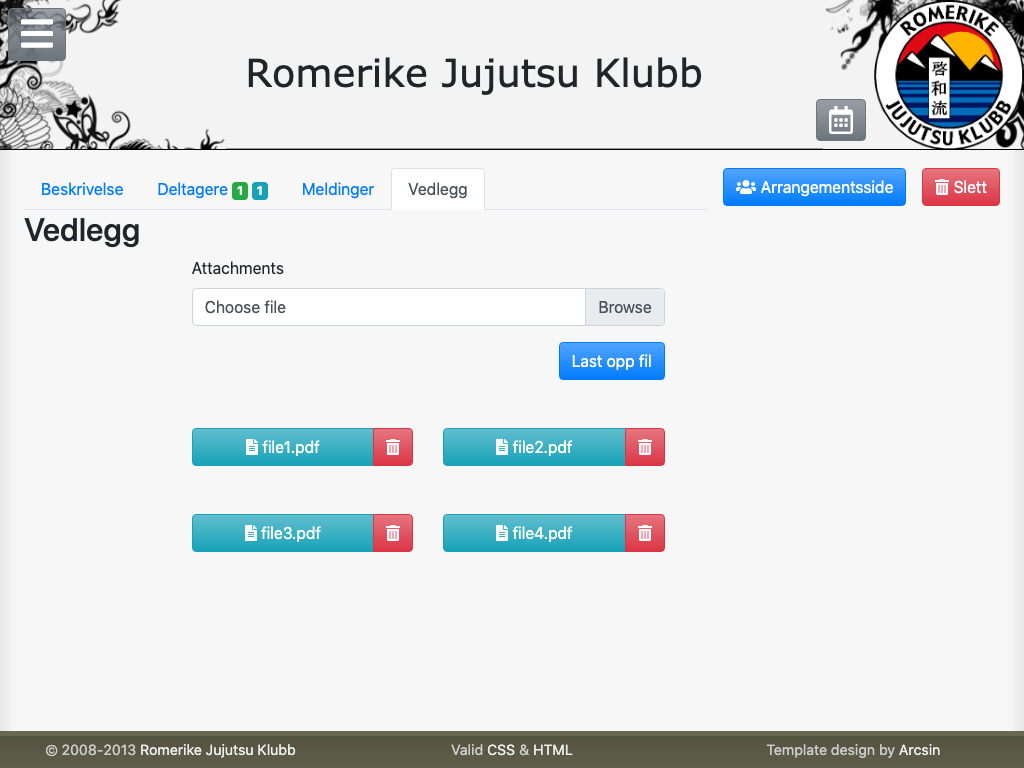 Romerike Jujutsu Klubb
ROMERIKE
啓和流
JUJUTSU KLUBB
Beskrivelse Deltagere 1 1 Meldinger Vedlegg Arrangementsside Slett
Vedlegg
Attachments
Choose file Browse
Last opp fil
file1.pdf file2.pdf
file3.pdf file4.pdf
© 2008-2013 Romerike Jujutsu Klubb Valid CSS & HTML Template design by Arcsin